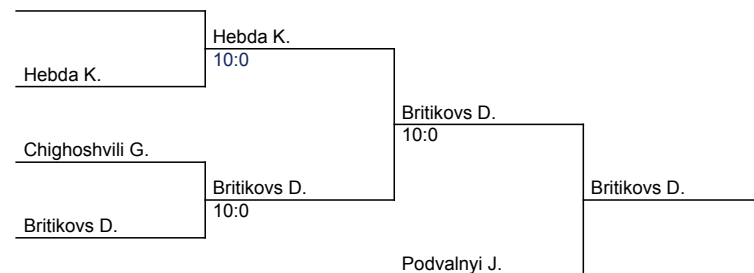 Hebda K.
10:0
Hebda K.
Britikovs D.
10:0
Chighoshvili G.
Britikovs D.
Britikovs D.
10:0
Britikovs D.
Podvalnyi J.